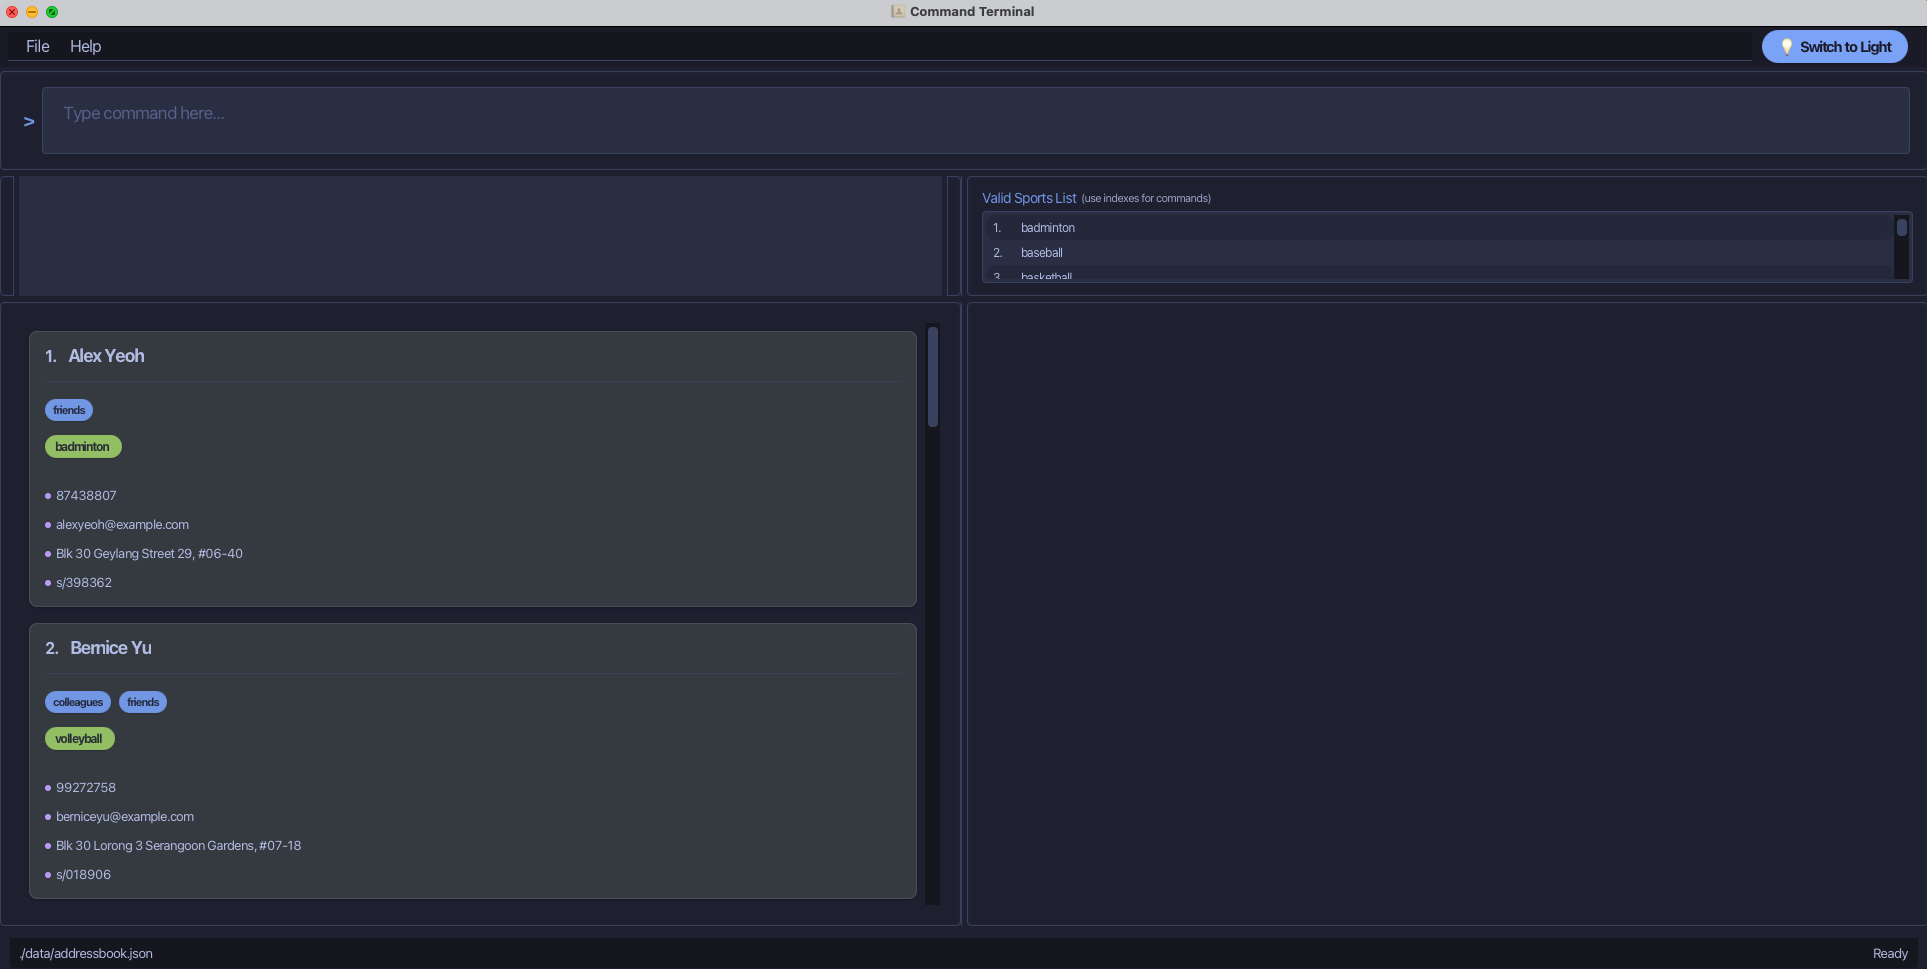 Command Terminal
File Help
Switch to Light
> Type command here...
Valid Sports List (use indexes for commands)
1. badminton
2. baseball
3. basketball
1. Alex Yeoh
friends
badminton
87438807
alexyeoh@example.com
Blk 30 Geylang Street 29, #06-40
s/398362
2. Bernice Yu
colleagues friends
volleyball
99272758
berniceyu@example.com
Blk 30 Lorong 3 Serangoon Gardens, #07-18
s/018906
./data/addressbook.json
Ready